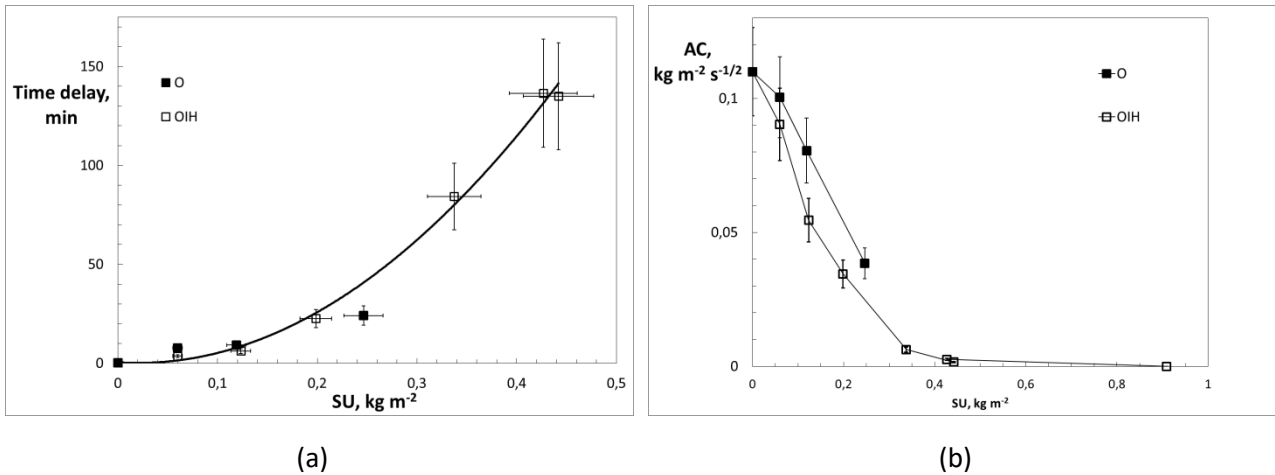 Time delay,
min
150
100
50
0
O
OIH
0 0,1 0,2 0,3 0,4 0,5
SU, kg m⁻²
(a)
AC,
kg m⁻² s⁻¹/²
0,1
0,05
0
O
OIH
0 0,2 0,4 0,6 0,8 1
SU, kg m⁻²
(b)